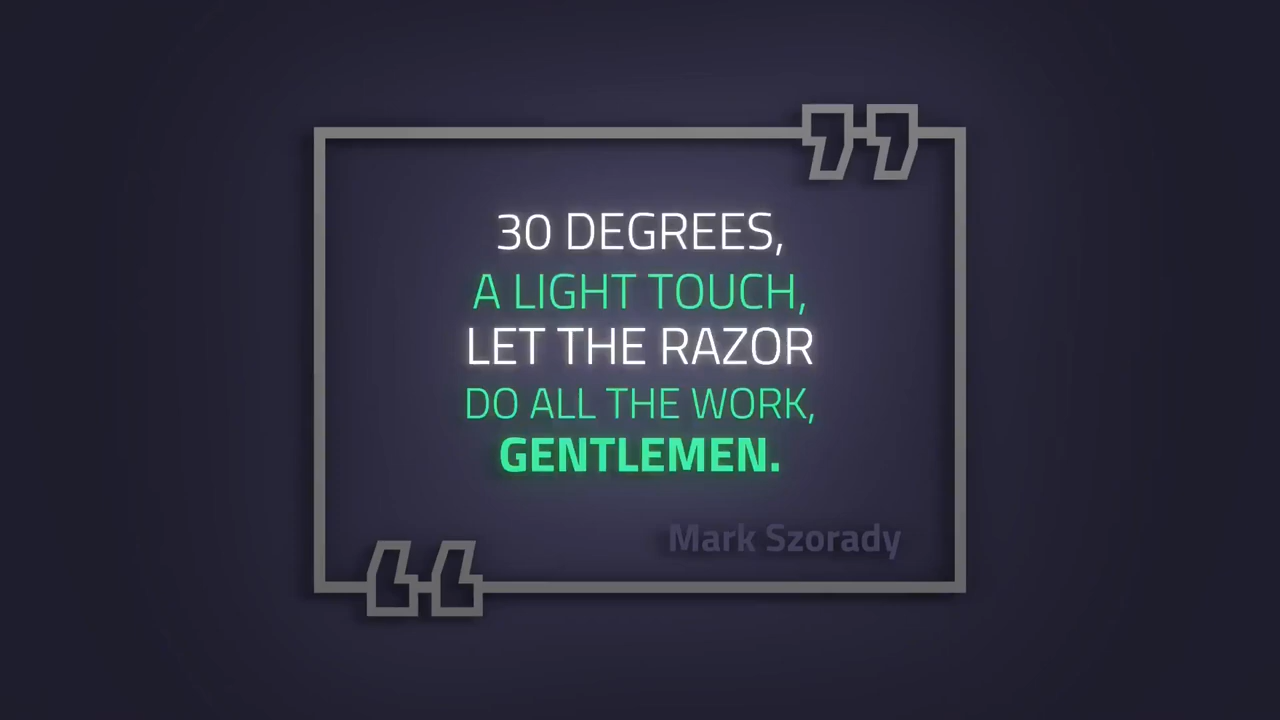 30 DEGREES,
A LIGHT TOUCH,
LET THE RAZOR
DO ALL THE WORK,
GENTLEMEN.
Mark Szorady